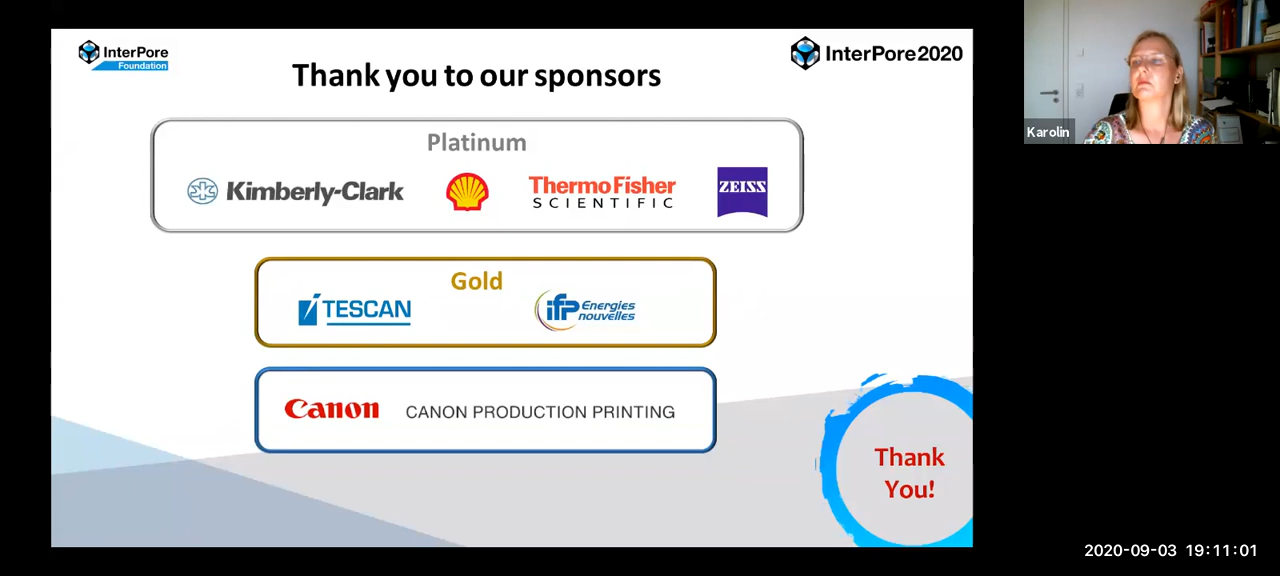 InterPore
Foundation
InterPore2020
Thank you to our sponsors
Platinum
Kimberly-Clark
ThermoFisher
SCIENTIFIC
ZEISS
Gold
TESCAN
ifp Energies
nouvelles
Canon CANON PRODUCTION PRINTING
Thank
You!
Karolin
2020-09-03 19:11:01